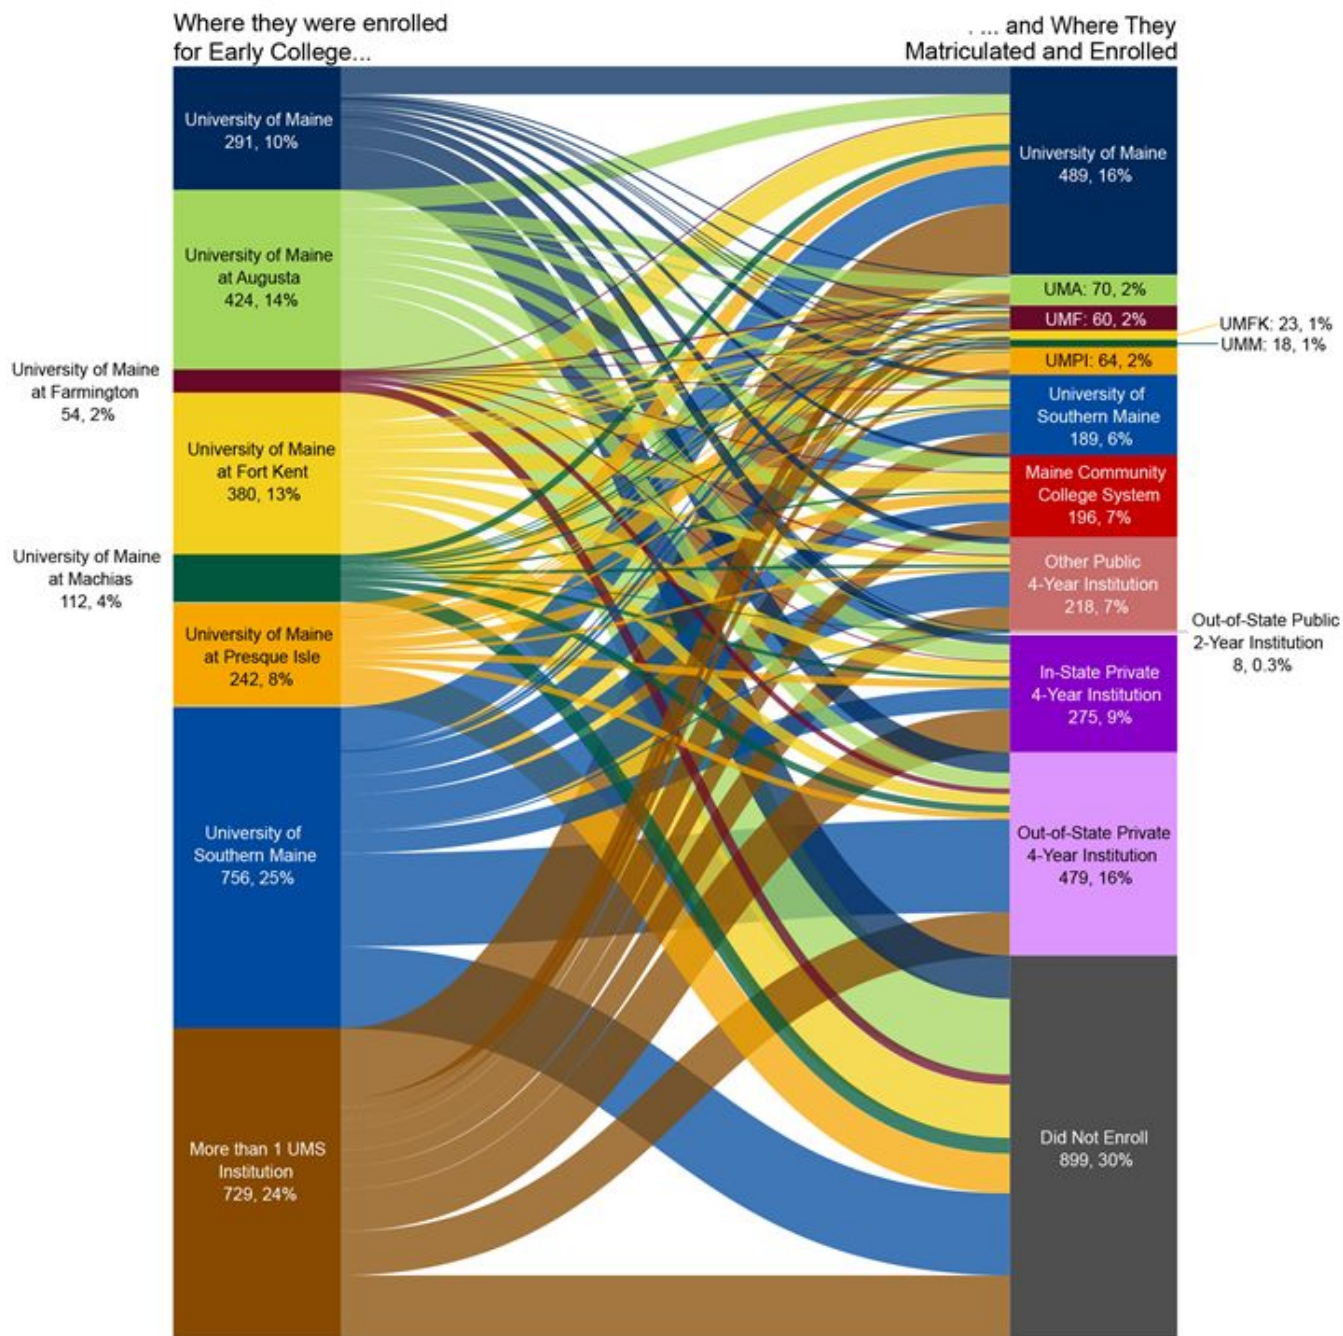 Where they were enrolled
for Early College...
. ... and Where They
Matriculated and Enrolled
University of Maine
291, 10%
University of Maine
at Augusta
424, 14%
University of Maine
at Farmington
54, 2%
University of Maine
at Fort Kent
380, 13%
University of Maine
at Machias
112, 4%
University of Maine
at Presque Isle
242, 8%
University of
Southern Maine
756, 25%
More than 1 UMS
Institution
729, 24%
University of Maine
489, 16%
UMA: 70, 2%
UMF: 60, 2%
UMFK: 23, 1%
UMM: 18, 1%
UMPI: 64, 2%
University of
Southern Maine
189, 6%
Maine Community
College System
196, 7%
Other Public
4-Year Institution
218, 7%
Out-of-State Public
2-Year Institution
8, 0.3%
In-State Private
4-Year Institution
275, 9%
Out-of-State Private
4-Year Institution
479, 16%
Did Not Enroll
899, 30%